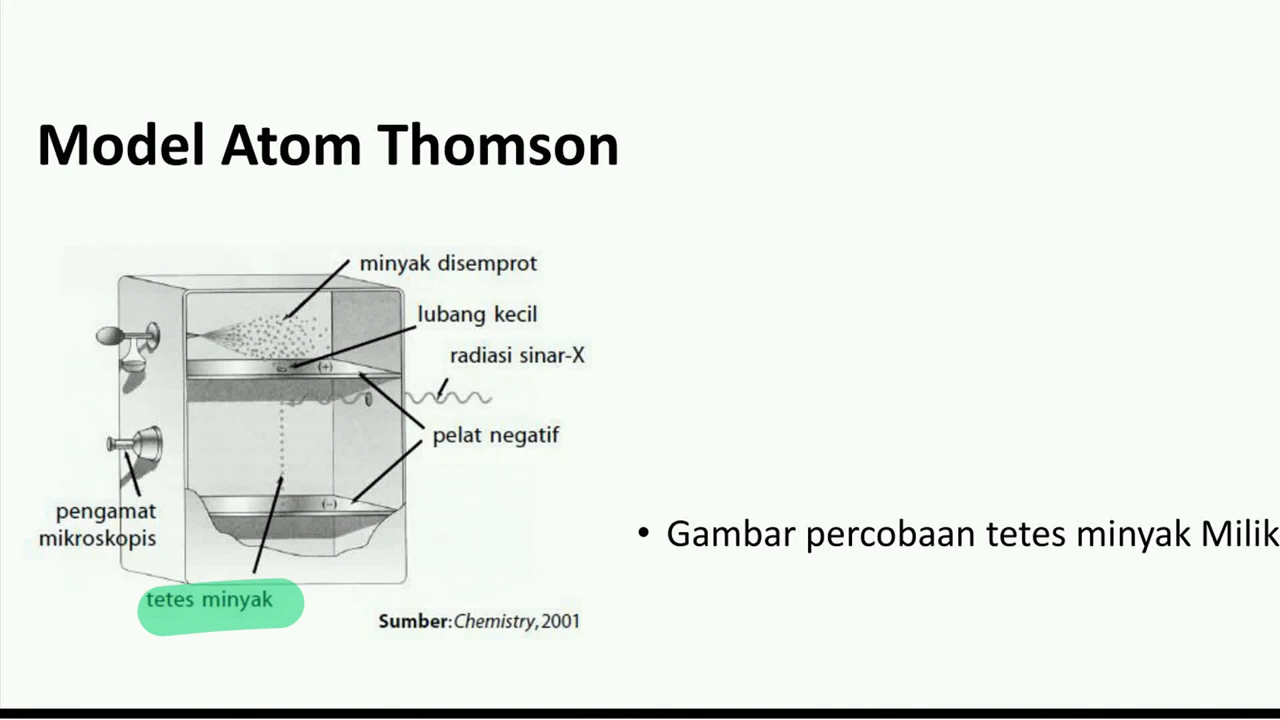 Model Atom Thomson
minyak disemprot
lubang kecil
(+)
radiasi sinar-X
pelat negatif
(–)
pengamat
mikroskopis
tetes minyak
Sumber: Chemistry, 2001
• Gambar percobaan tetes minyak Milik